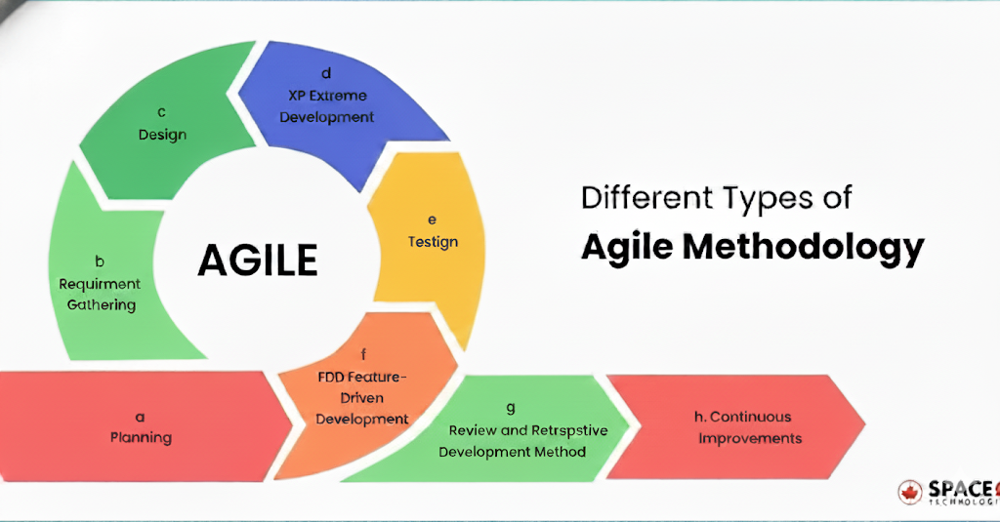 d
XP Extreme
Development
c
Design
e
Testign
b
Requirment
Gathering
AGILE
Different Types of
Agile Methodology
f
FDD Feature-
Driven
Development
a
Planning
g
Review and Retrspstive
Development Method
h. Continuous
Improvements
SPACE